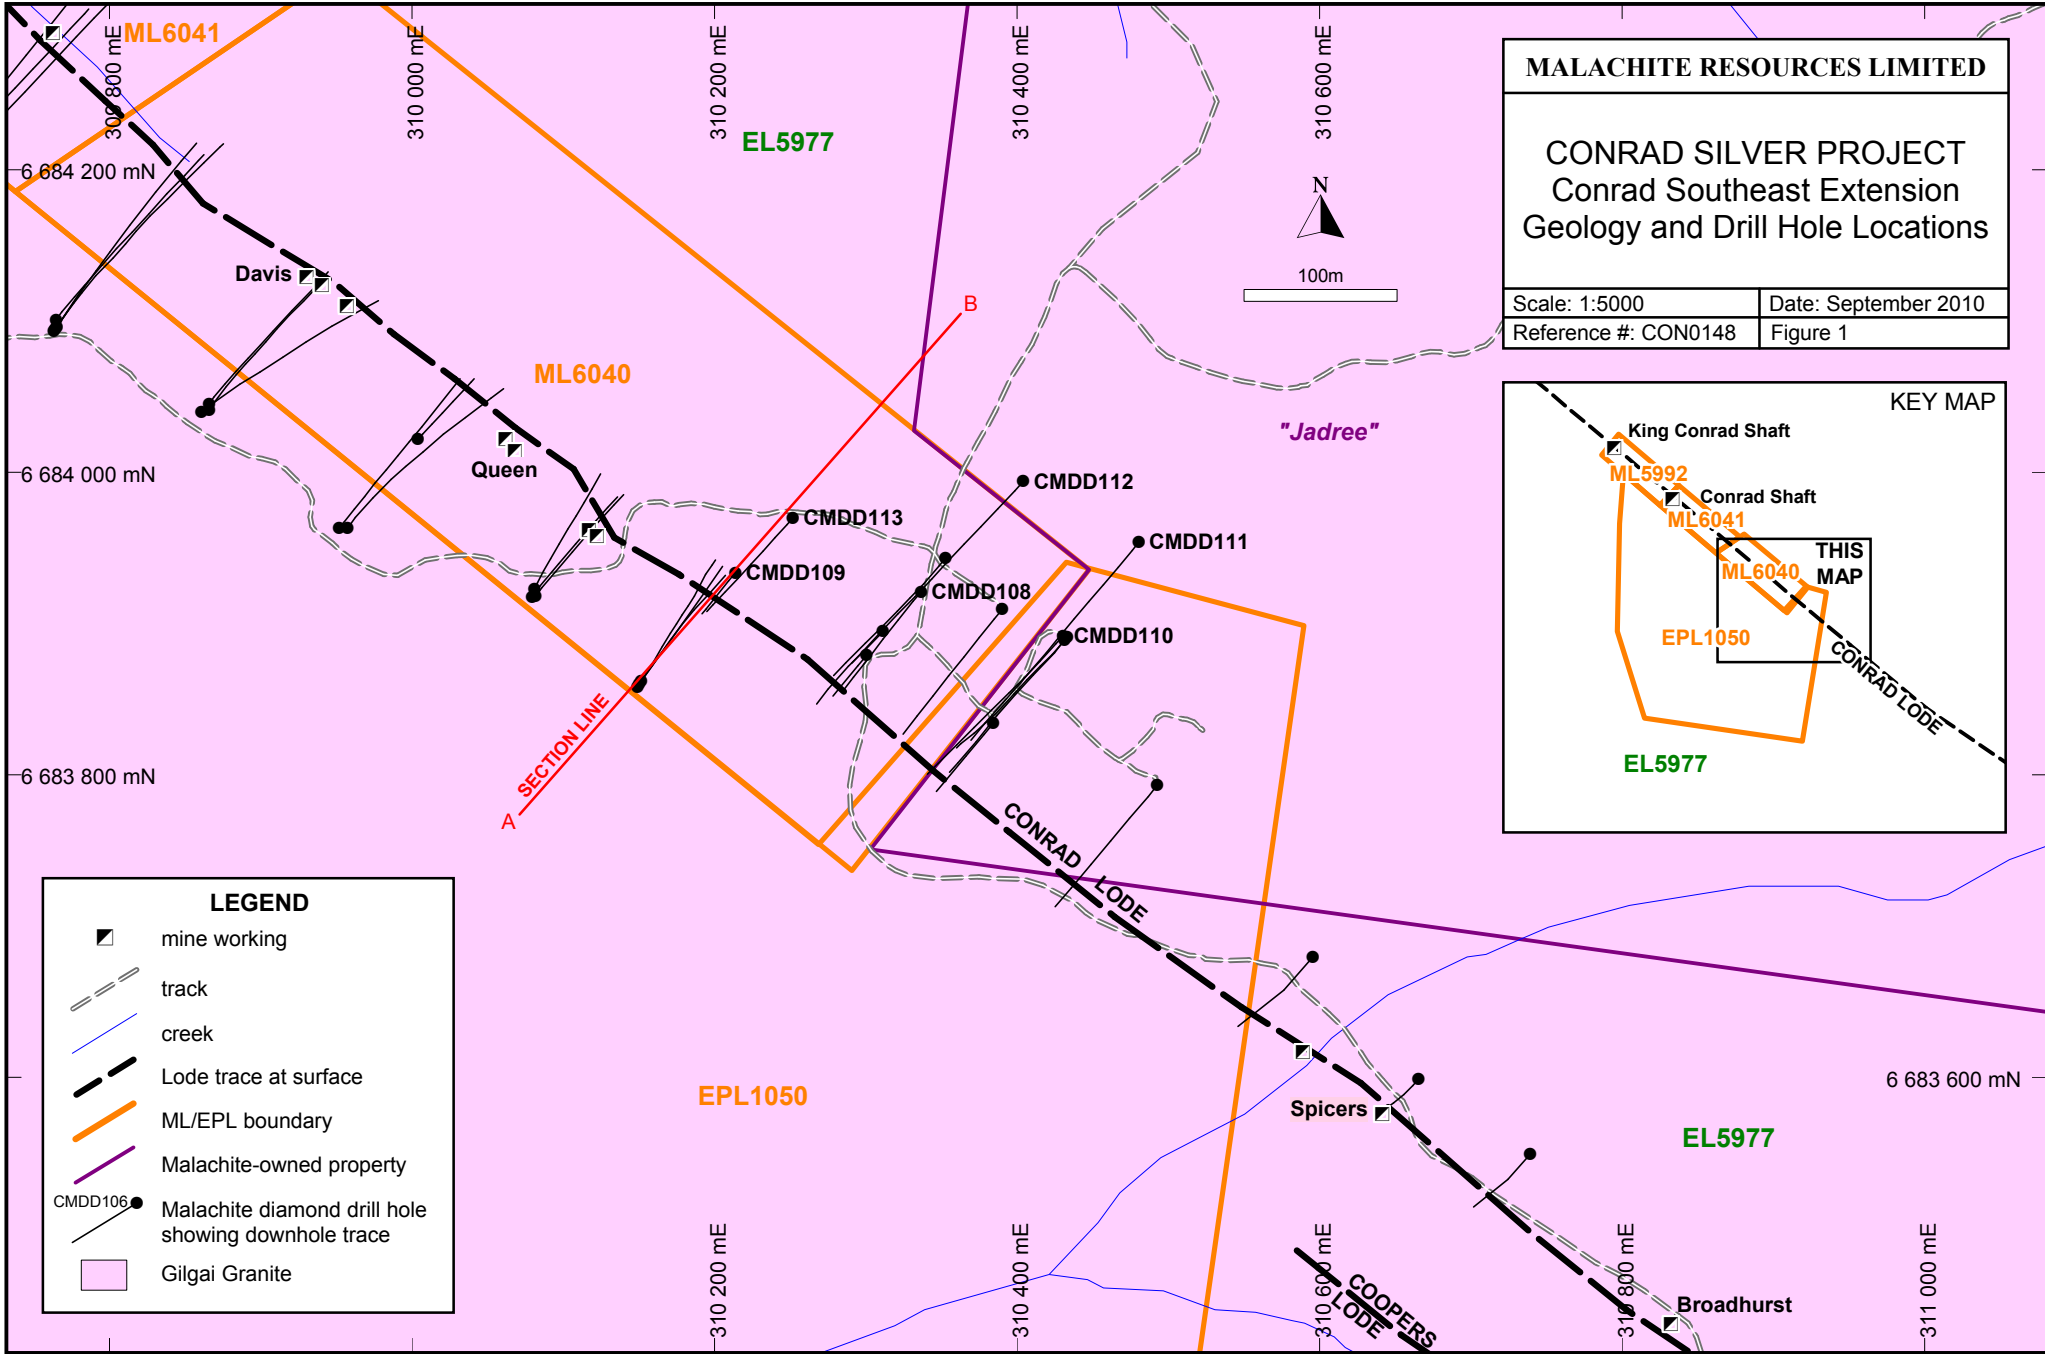 309 800 mE
310 000 mE
310 200 mE
310 400 mE
310 600 mE
ML6041
EL5977
6 684 200 mN
N
100m
MALACHITE RESOURCES LIMITED
CONRAD SILVER PROJECT
Conrad Southeast Extension
Geology and Drill Hole Locations
Scale: 1:5000
Date: September 2010
Reference #: CON0148
Figure 1
Davis
B
ML6040
"Jadree"
Queen
6 684 000 mN
CMDD112
CMDD113
CMDD111
CMDD109
CMDD108
CMDD110
SECTION LINE
A
6 683 800 mN
CONRAD
LODE
KEY MAP
King Conrad Shaft
ML5992
Conrad Shaft
ML6041
THIS
MAP
ML6040
EPL1050
CONRAD LODE
EL5977
LEGEND
mine working
track
creek
Lode trace at surface
ML/EPL boundary
Malachite-owned property
CMDD106
Malachite diamond drill hole
showing downhole trace
Gilgai Granite
EPL1050
6 683 600 mN
Spicers
EL5977
Broadhurst
COOPERS
LODE
310 200 mE
310 400 mE
310 600 mE
310 800 mE
311 000 mE